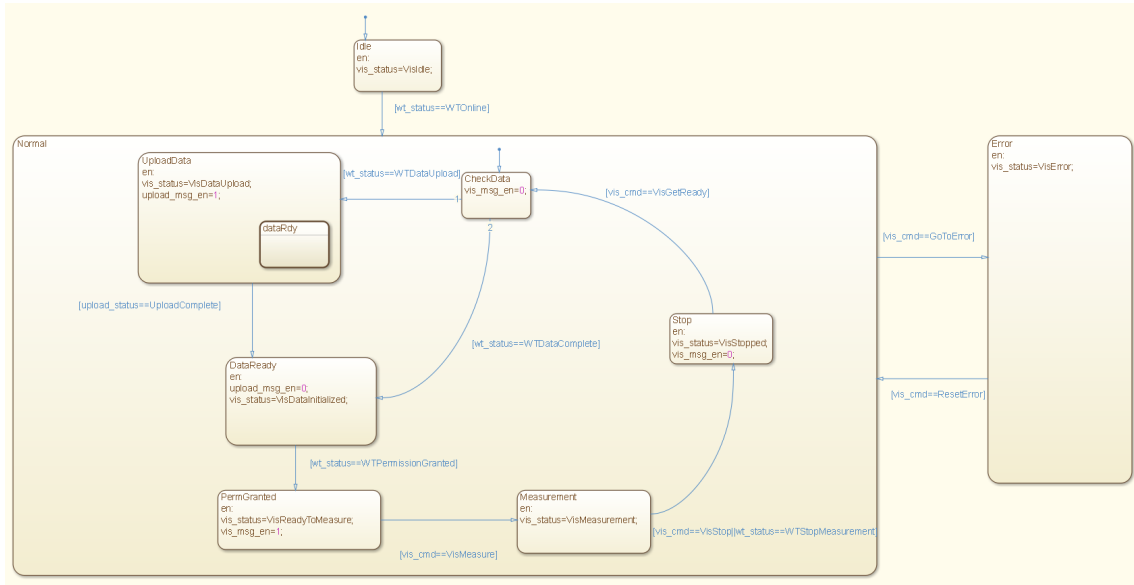 Idle
en:
vis_status=VisIdle;
[wt_status==WTOnline]
Normal
UploadData
en:
vis_status=VisDataUpload;
upload_msg_en=1;
dataRdy
[wt_status==WTDataUpload]
1
CheckData
vis_msg_en=0;
2
[vis_cmd==VisGetReady]
[upload_status==UploadComplete]
[wt_status==WTDataComplete]
Stop
en:
vis_status=VisStopped;
vis_msg_en=0;
DataReady
en:
upload_msg_en=0;
vis_status=VisDataInitialized;
[wt_status==WTPermissionGranted]
PermGranted
en:
vis_status=VisReadyToMeasure;
vis_msg_en=1;
[vis_cmd==VisMeasure]
Measurement
en:
vis_status=VisMeasurement;
[vis_cmd==VisStop||wt_status==WTStopMeasurement]
Error
en:
vis_status=VisError;
[vis_cmd==GoToError]
[vis_cmd==ResetError]